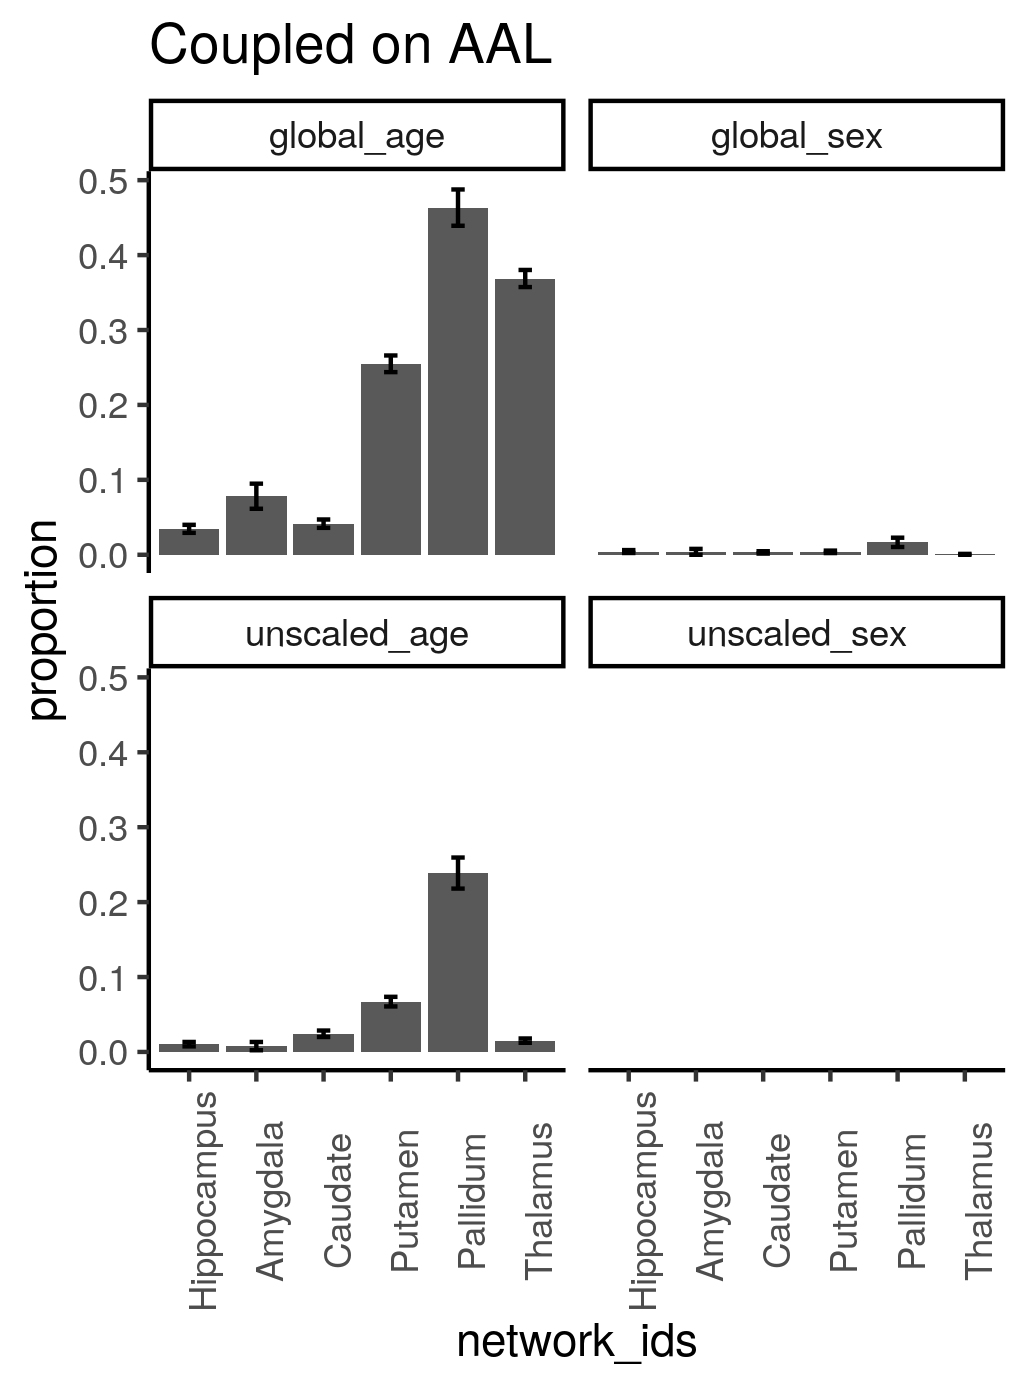 Coupled on AAL
global_age
global_sex
0.5
0.4
0.3
0.2
0.1
0.0
proportion
unscaled_age
unscaled_sex
0.5
0.4
0.3
0.2
0.1
0.0
Hippocampus
Amygdala
Caudate
Putamen
Pallidum
Thalamus
Hippocampus
Amygdala
Caudate
Putamen
Pallidum
Thalamus
network_ids